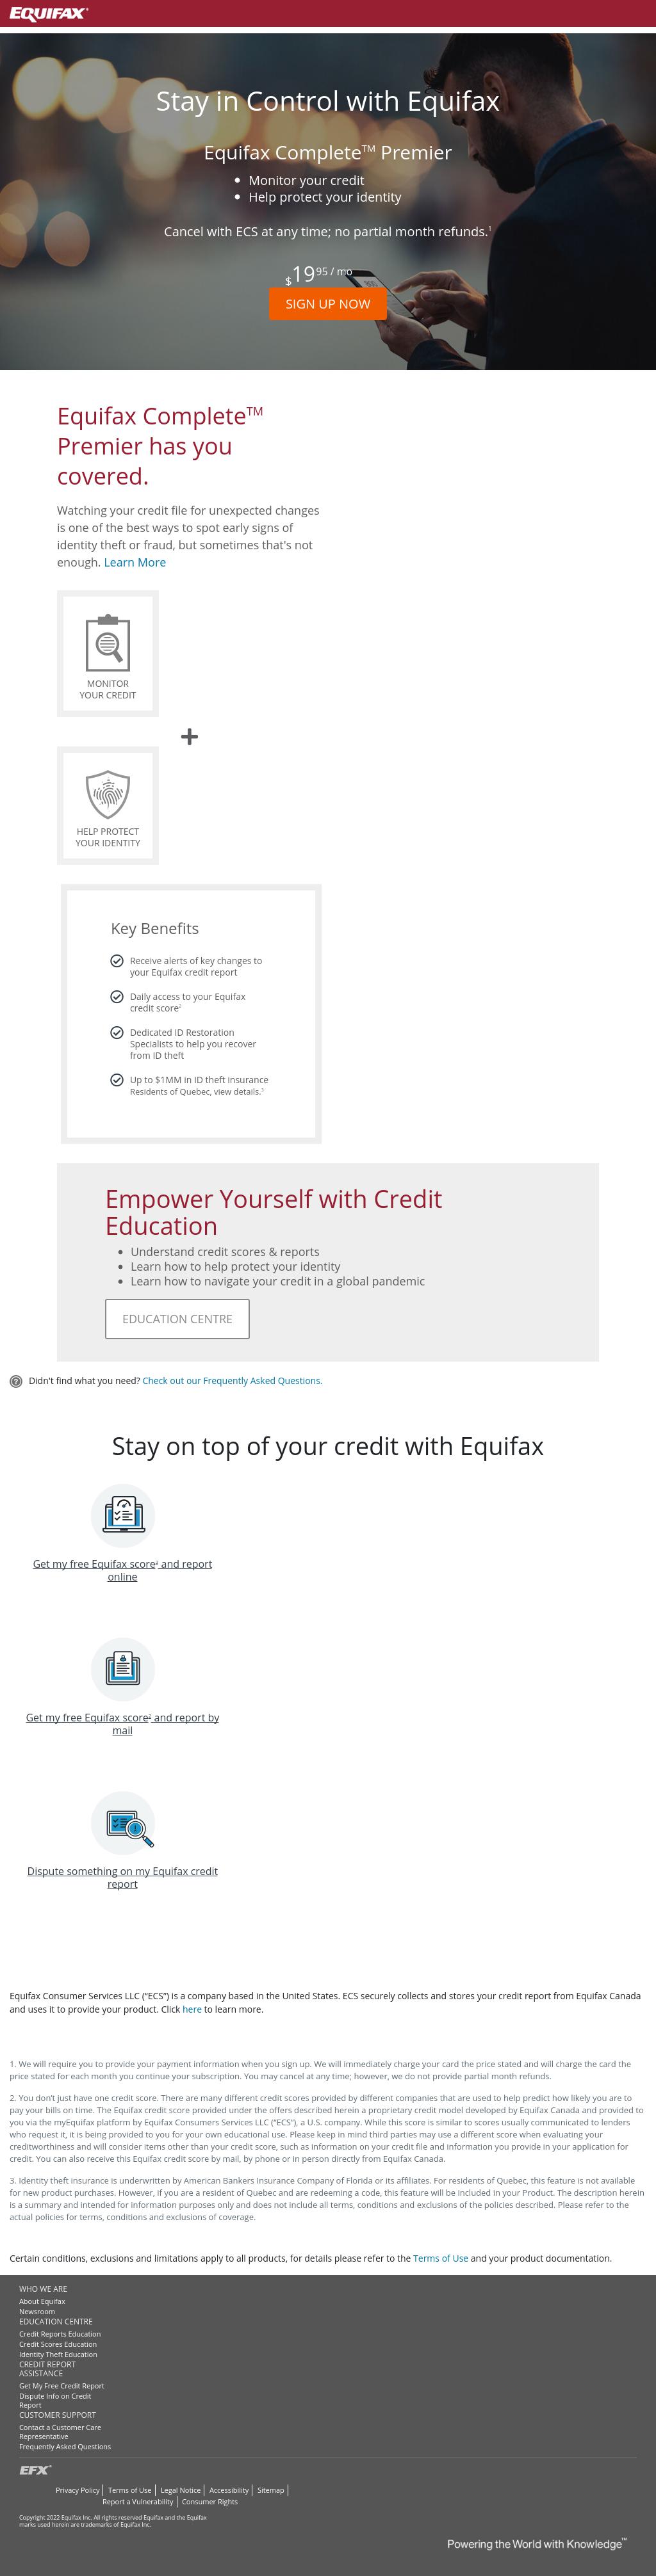 EQUIFAX®
Stay in Control with Equifax
Equifax Complete™ Premier
• Monitor your credit
• Help protect your identity
Cancel with ECS at any time; no partial month refunds.¹
$19 95 / mo
SIGN UP NOW
Equifax Complete™
Premier has you
covered.
Watching your credit file for unexpected changes
is one of the best ways to spot early signs of
identity theft or fraud, but sometimes that's not
enough. Learn More
MONITOR
YOUR CREDIT
+
HELP PROTECT
YOUR IDENTITY
Key Benefits
Receive alerts of key changes to
your Equifax credit report
Daily access to your Equifax
credit score²
Dedicated ID Restoration
Specialists to help you recover
from ID theft
Up to $1MM in ID theft insurance
Residents of Quebec, view details.³
Empower Yourself with Credit
Education
• Understand credit scores & reports
• Learn how to help protect your identity
• Learn how to navigate your credit in a global pandemic
EDUCATION CENTRE
Didn't find what you need? Check out our Frequently Asked Questions.
Stay on top of your credit with Equifax
Get my free Equifax score² and report
online
Get my free Equifax score² and report by
mail
Dispute something on my Equifax credit
report
Equifax Consumer Services LLC (“ECS”) is a company based in the United States. ECS securely collects and stores your credit report from Equifax Canada
and uses it to provide your product. Click here to learn more.
1. We will require you to provide your payment information when you sign up. We will immediately charge your card the price stated and will charge the card the
price stated for each month you continue your subscription. You may cancel at any time; however, we do not provide partial month refunds.
2. You don’t just have one credit score. There are many different credit scores provided by different companies that are used to help predict how likely you are to
pay your bills on time. The Equifax credit score provided under the offers described herein a proprietary credit model developed by Equifax Canada and provided to
you via the myEquifax platform by Equifax Consumers Services LLC (“ECS”), a U.S. company. While this score is similar to scores usually communicated to lenders
who request it, it is being provided to you for your own educational use. Please keep in mind third parties may use a different score when evaluating your
creditworthiness and will consider items other than your credit score, such as information on your credit file and information you provide in your application for
credit. You can also receive this Equifax credit score by mail, by phone or in person directly from Equifax Canada.
3. Identity theft insurance is underwritten by American Bankers Insurance Company of Florida or its affiliates. For residents of Quebec, this feature is not available
for new product purchases. However, if you are a resident of Quebec and are redeeming a code, this feature will be included in your Product. The description herein
is a summary and intended for information purposes only and does not include all terms, conditions and exclusions of the policies described. Please refer to the
actual policies for terms, conditions and exclusions of coverage.
Certain conditions, exclusions and limitations apply to all products, for details please refer to the Terms of Use and your product documentation.
WHO WE ARE
About Equifax
Newsroom
EDUCATION CENTRE
Credit Reports Education
Credit Scores Education
Identity Theft Education
CREDIT REPORT
ASSISTANCE
Get My Free Credit Report
Dispute Info on Credit
Report
CUSTOMER SUPPORT
Contact a Customer Care
Representative
Frequently Asked Questions
EFX®
Privacy Policy | Terms of Use | Legal Notice | Accessibility | Sitemap |
Report a Vulnerability | Consumer Rights
Copyright 2022 Equifax Inc. All rights reserved Equifax and the Equifax
marks used herein are trademarks of Equifax Inc.
Powering the World with Knowledge™